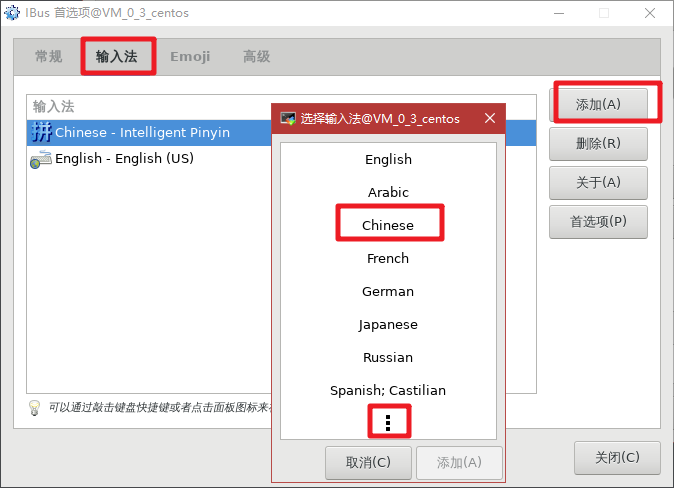 IBus 首选项@VM_0_3_centos
常规 输入法 Emoji 高级
输入法
拼 Chinese - Intelligent Pinyin
English - English (US)
可以通过敲击键盘快捷键或者点击面板图标来
添加(A)
删除(R)
关于(A)
首选项(P)
关闭(C)
选择输入法@VM_0_3_centos
English
Arabic
Chinese
French
German
Japanese
Russian
Spanish; Castilian
取消(C) 添加(A)